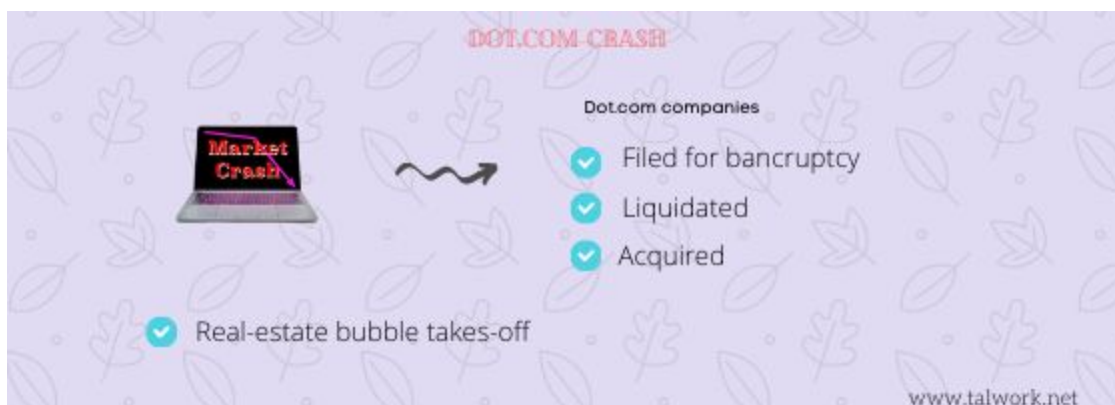 DOT.COM CRASH
Dot.com companies
Market
Crash
Filed for bancruptcy
Liquidated
Acquired
Real-estate bubble takes-off
www.talwork.net